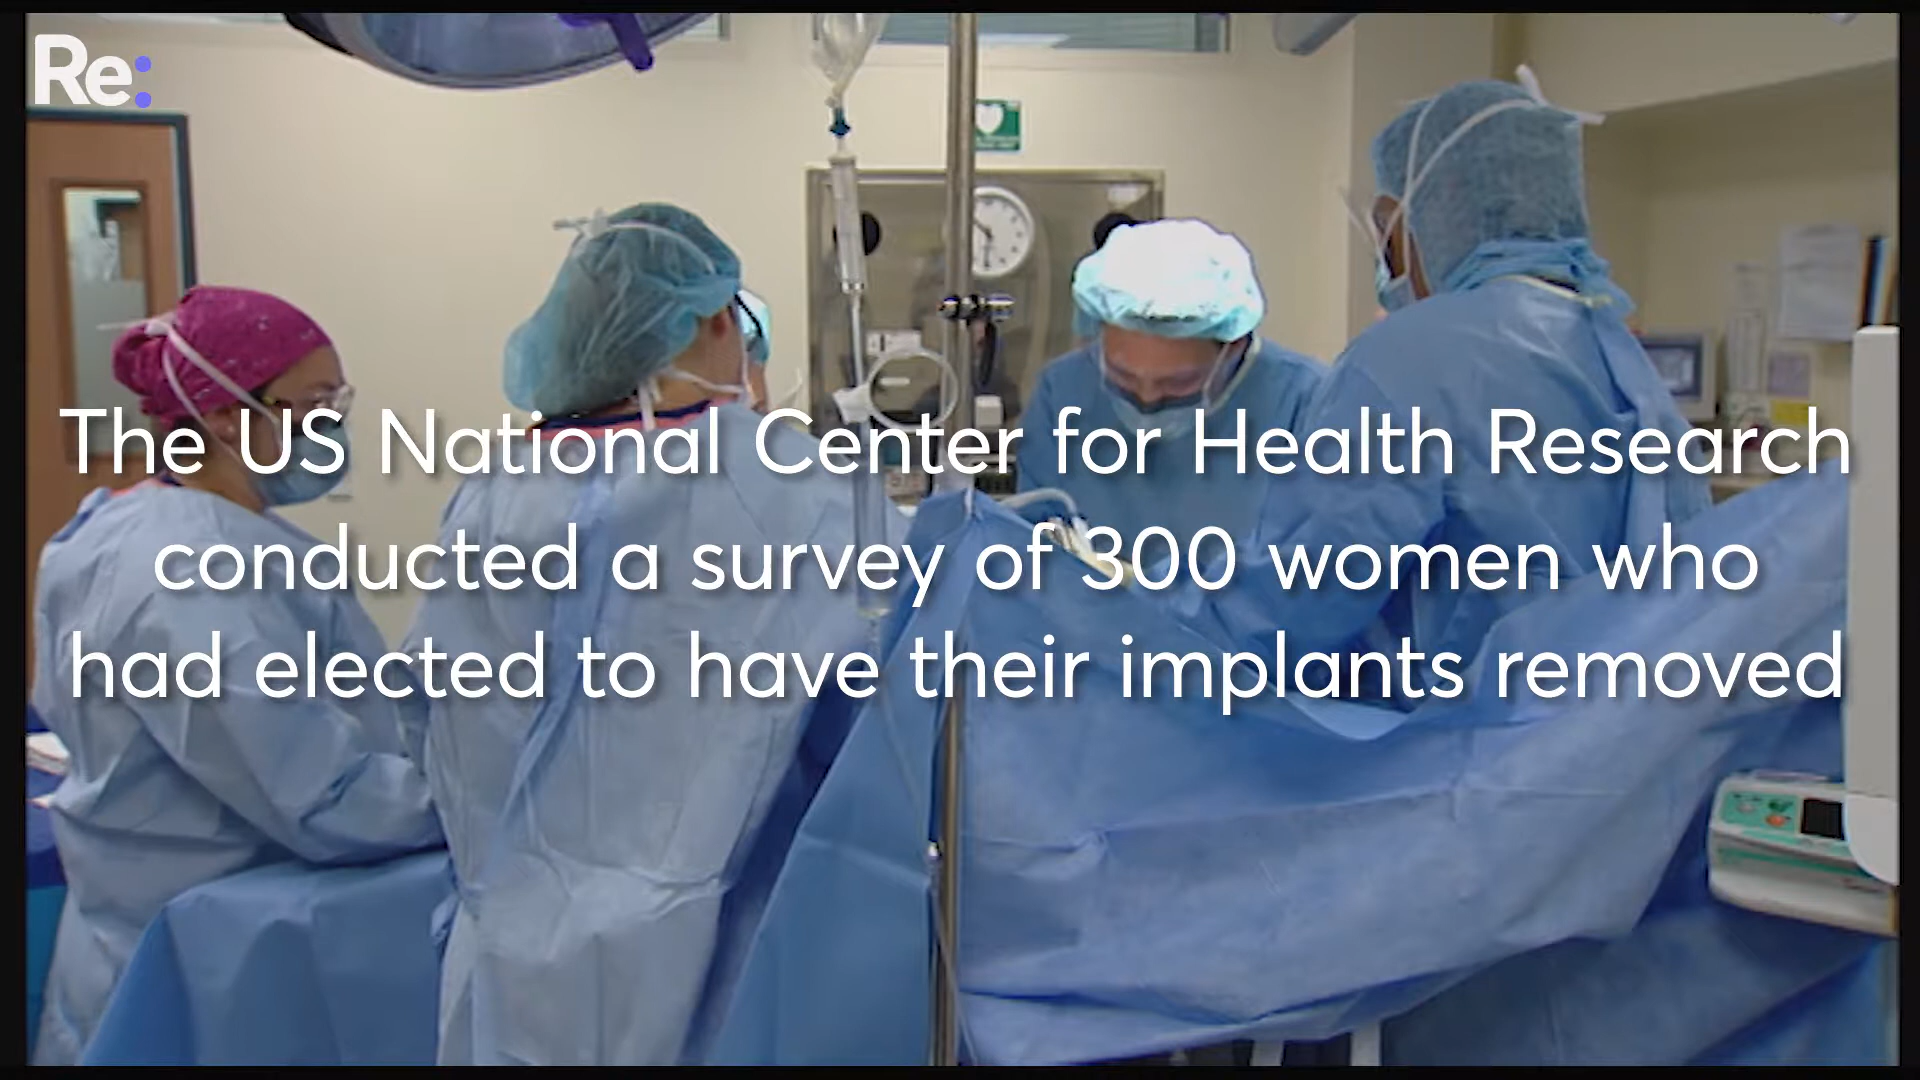 Re:
The US National Center for Health Research
conducted a survey of 300 women who
had elected to have their implants removed